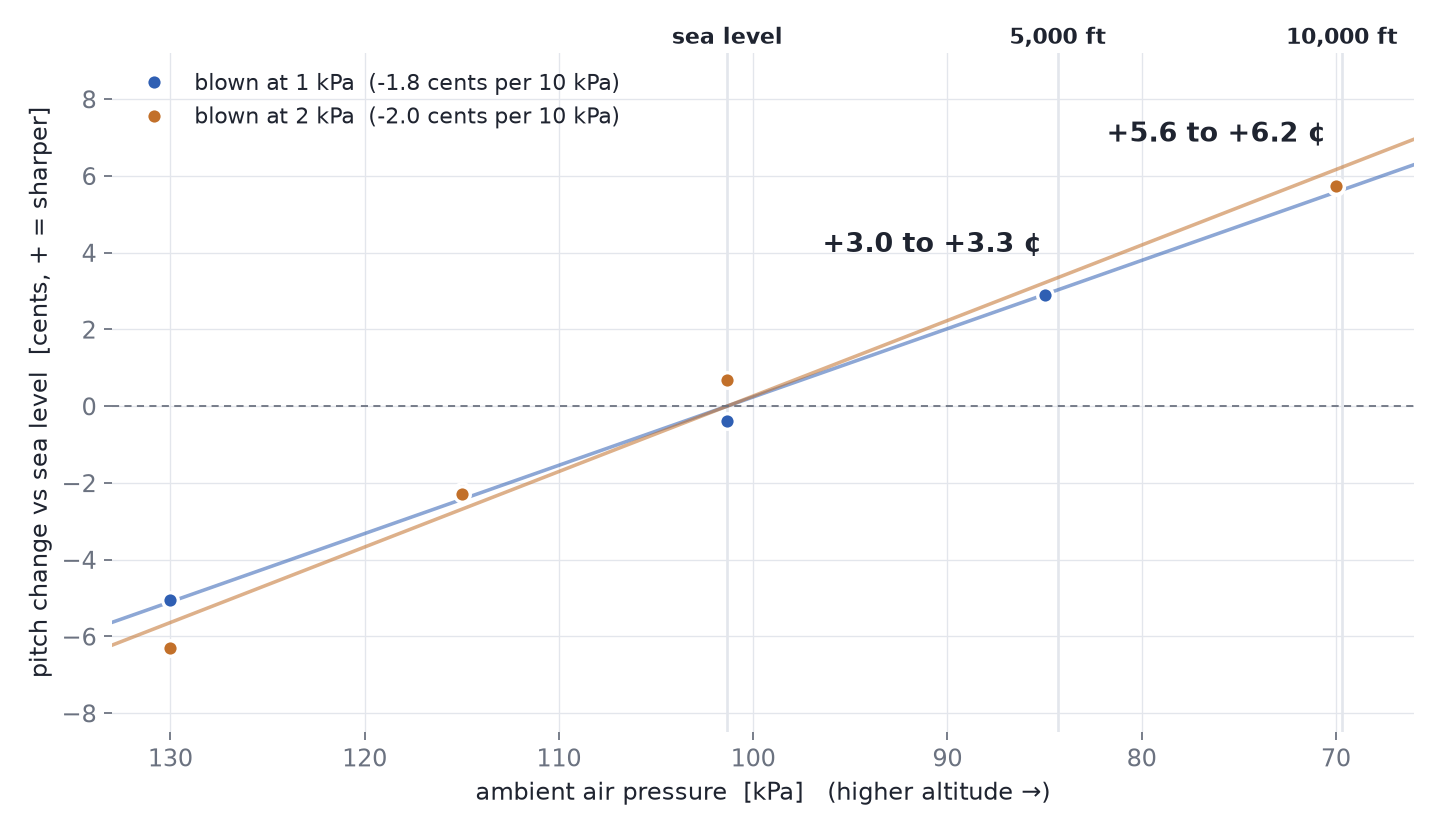 sea level
5,000 ft
10,000 ft
blown at 1 kPa (-1.8 cents per 10 kPa)
blown at 2 kPa (-2.0 cents per 10 kPa)
+5.6 to +6.2 ¢
+3.0 to +3.3 ¢
pitch change vs sea level [cents, + = sharper]
8
6
4
2
0
−2
−4
−6
−8
130
120
110
100
90
80
70
ambient air pressure [kPa] (higher altitude →)